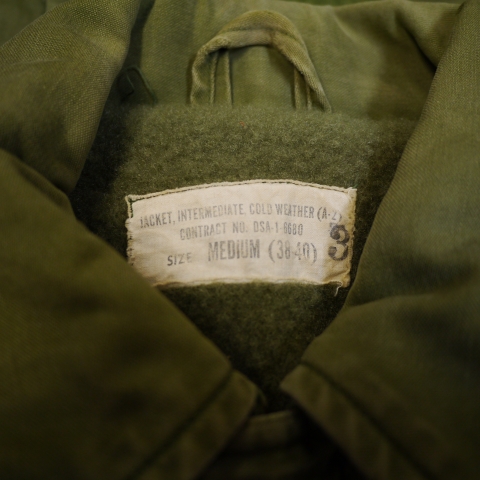 JACKET, INTERMEDIATE COLD WEATHER (A-2)
CONTRACT NO. DSA-1-6680
SIZE MEDIUM (38-40) 3